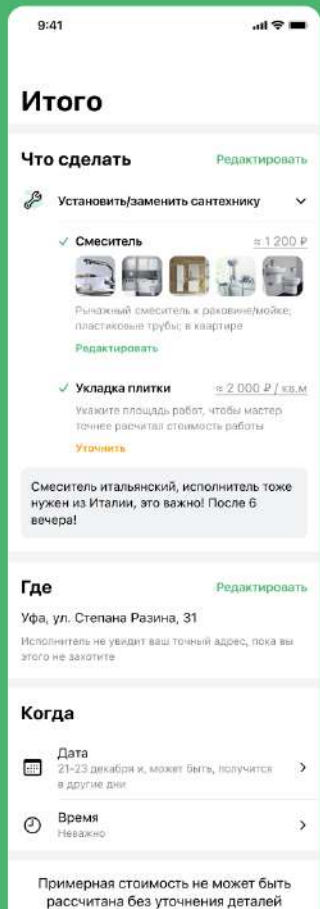 9:41
Итого
Что сделать
Редактировать
Установить/заменить сантехнику
Смеситель
≈ 1 200 ₽
Рычажный смеситель к раковине/мойке;
пластиковые трубы; в квартире
Редактировать
Укладка плитки
≈ 2 000 ₽ / кв.м
Укажите площадь работ, чтобы мастер
точнее расчитал стоимость работы
Уточнить
Смеситель итальянский, исполнитель тоже
нужен из Италии, это важно! После 6
вечера!
Где
Редактировать
Уфа, ул. Степана Разина, 31
Исполнитель не увидит ваш точный адрес, пока вы
этого не захотите
Когда
Дата
21-23 декабря и, может быть, получится
в другие дни
Время
Неважно
Примерная стоимость не может быть
рассчитана без уточнения деталей